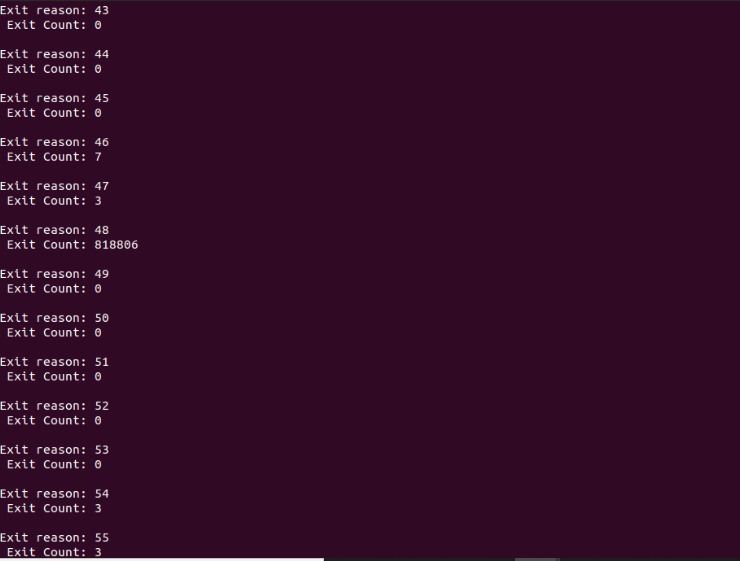 Exit reason: 43
Exit Count: 0
Exit reason: 44
Exit Count: 0
Exit reason: 45
Exit Count: 0
Exit reason: 46
Exit Count: 7
Exit reason: 47
Exit Count: 3
Exit reason: 48
Exit Count: 818806
Exit reason: 49
Exit Count: 0
Exit reason: 50
Exit Count: 0
Exit reason: 51
Exit Count: 0
Exit reason: 52
Exit Count: 0
Exit reason: 53
Exit Count: 0
Exit reason: 54
Exit Count: 3
Exit reason: 55
Exit Count: 3